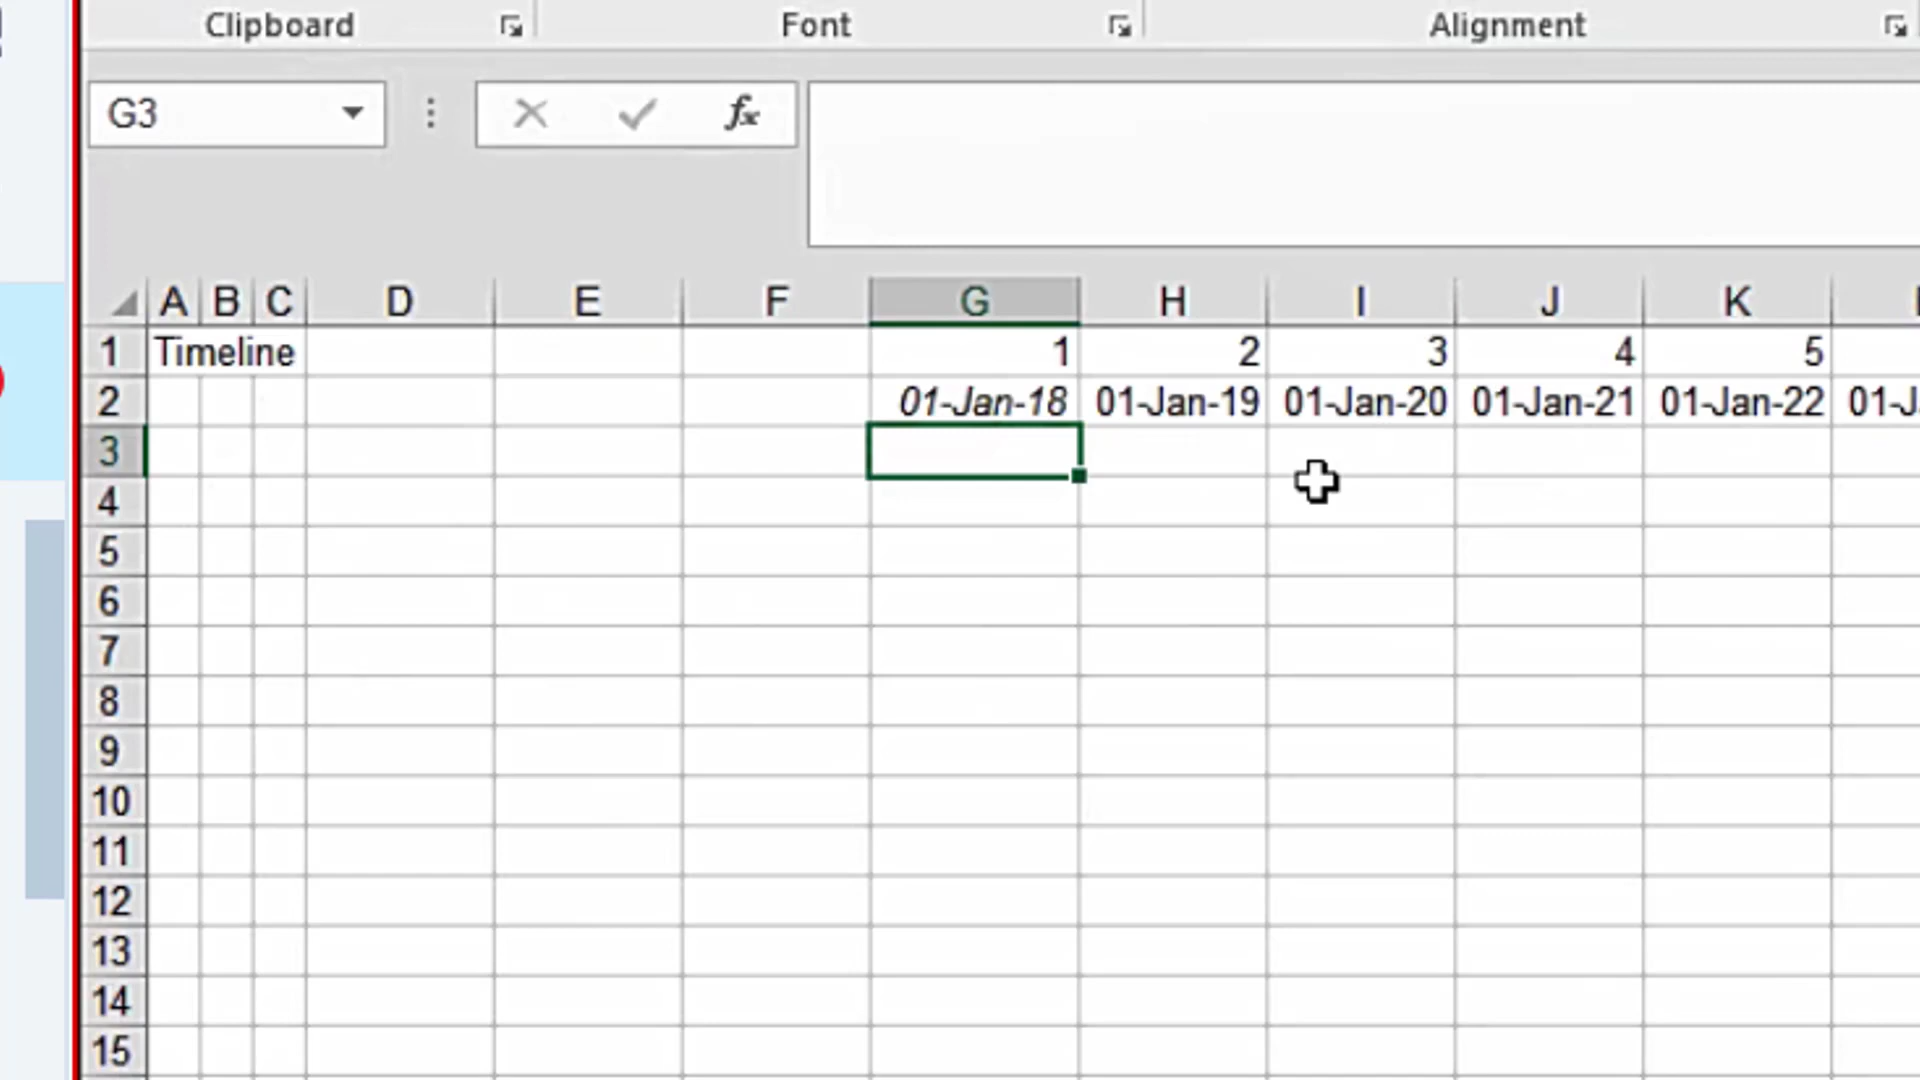 Clipboard Font Alignment
G3 fx
A B C D E F G H I J K
1 Timeline 1 2 3 4 5
2 01-Jan-18 01-Jan-19 01-Jan-20 01-Jan-21 01-Jan-22 01-J
3
4
5
6
7
8
9
10
11
12
13
14
15